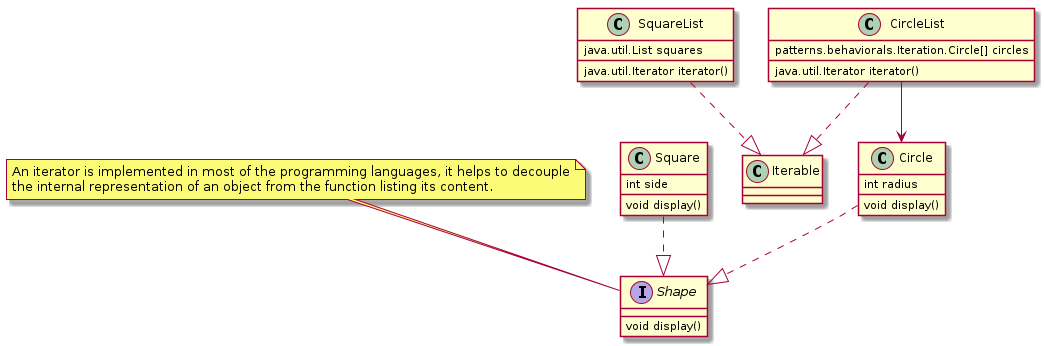 C SquareList
java.util.List squares
java.util.Iterator iterator()
C CircleList
patterns.behaviorals.Iteration.Circle[] circles
java.util.Iterator iterator()
An iterator is implemented in most of the programming languages, it helps to decouple
the internal representation of an object from the function listing its content.
C Square
int side
void display()
C Iterable
C Circle
int radius
void display()
I Shape
void display()